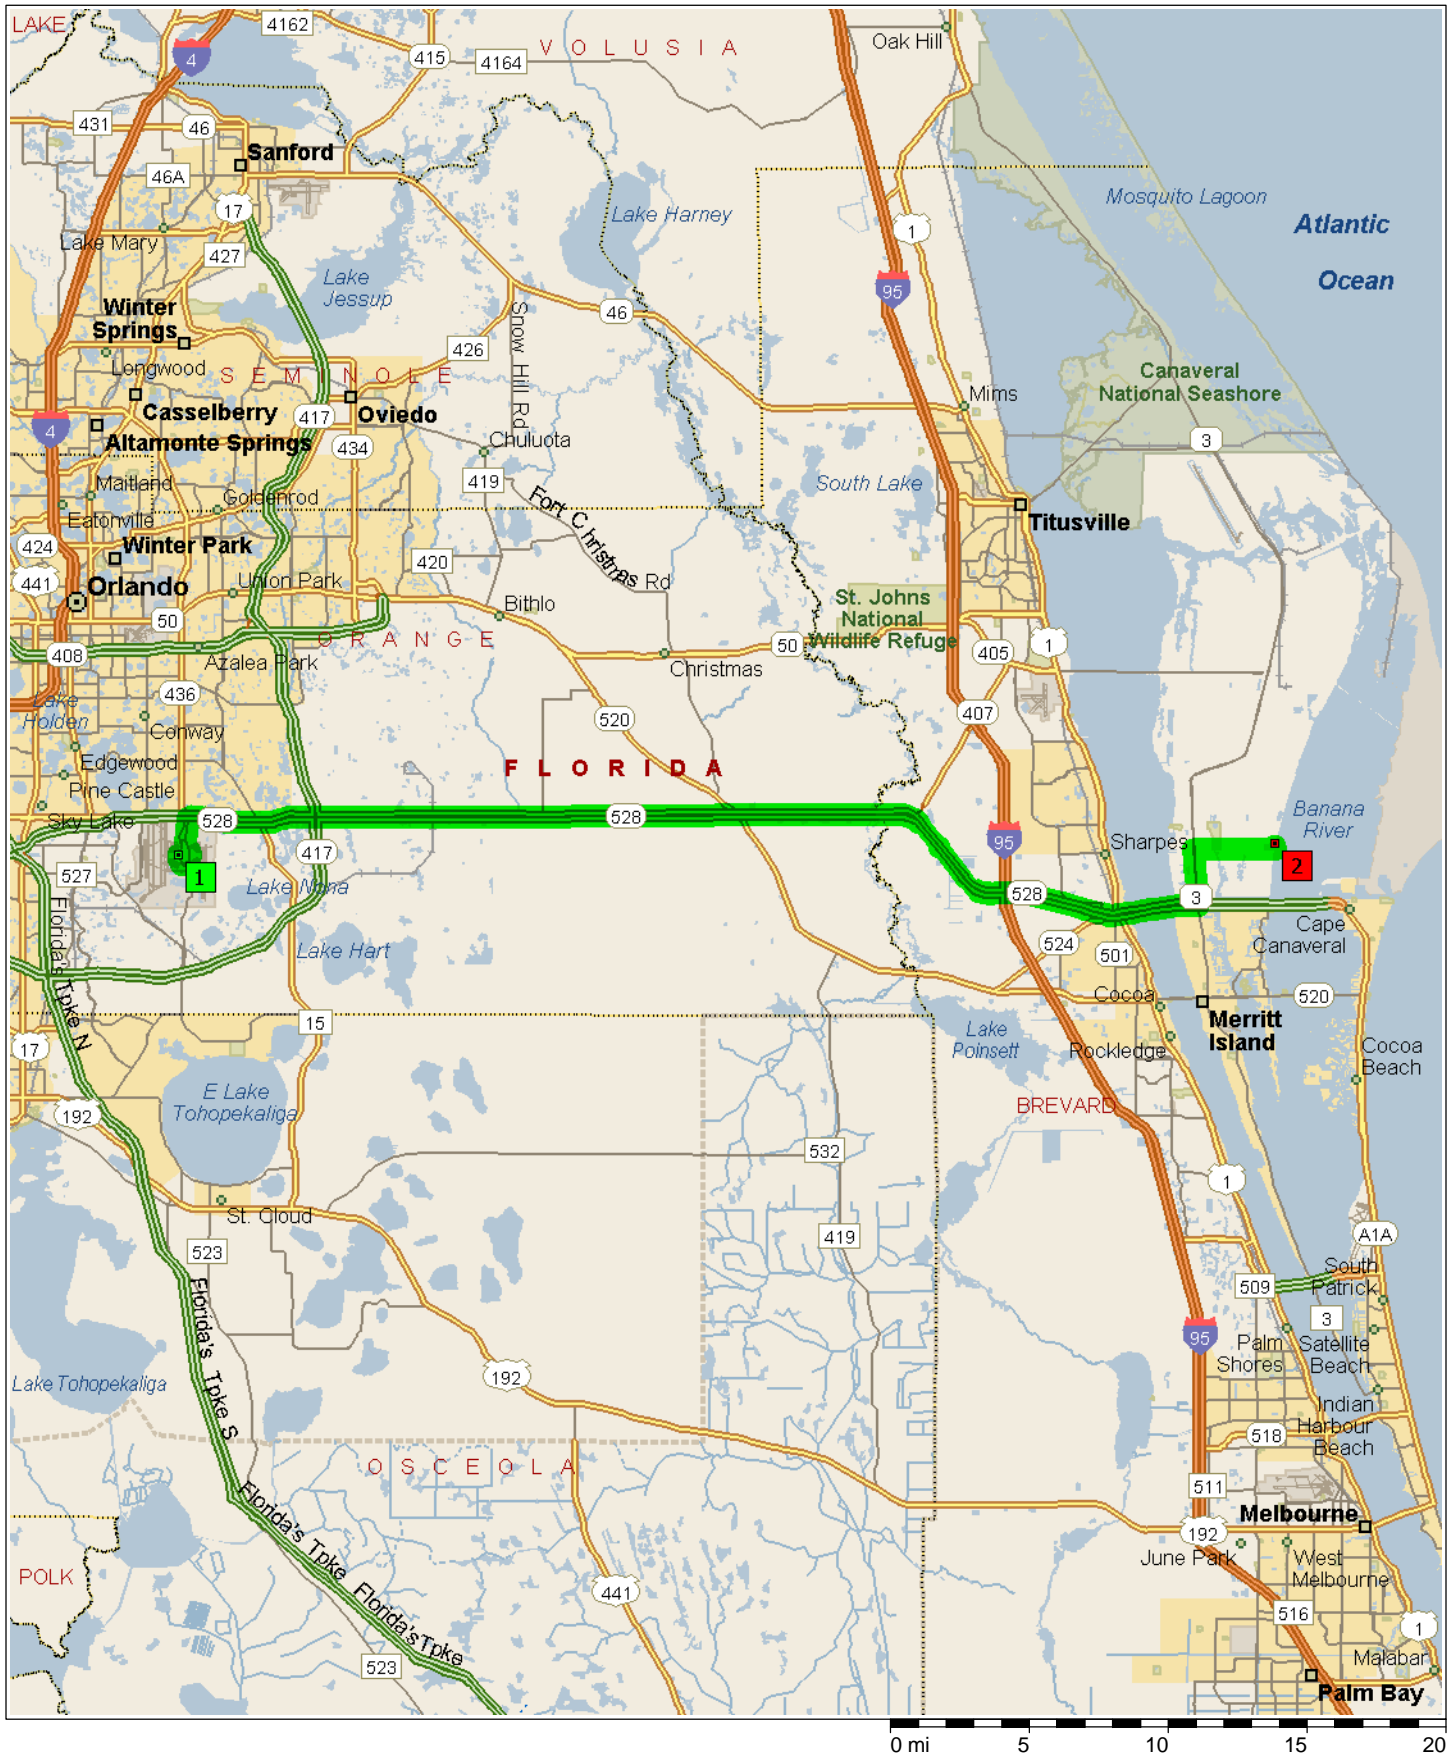 LAKE
4162
4
415
4164
V O L U S I A
Oak Hill
431
46
Sanford
46A
17
Lake Mary
427
Lake Harney
Mosquito Lagoon
1
Atlantic
Ocean
Lake
Jessup
95
Winter
Springs
46
Snow Hill Rd
426
Longwood
S E M I N O L E
Canaveral
National Seashore
Casselberry
417
Oviedo
Mims
4
Altamonte Springs
434
Chuluota
3
Maitland
419
South Lake
Goldenrod
Fort Christmas Rd
Eatonville
Titusville
424
Winter Park
420
441
Orlando
Union Park
Bithlo
St. Johns
National
Wildlife Refuge
50
O R A N G E
50
1
408
Azalea Park
Christmas
405
436
Lake
Holden
Conway
520
407
Edgewood
F L O R I D A
Pine Castle
Banana
River
Sky Lake
528
528
95
Sharpes
417
527
1
Lake Nona
2
528
3
Florida's Tpke N
Lake Hart
524
501
Cape
Canaveral
Cocoa
520
15
Merritt
Island
17
Lake
Poinsett
Rockledge
Cocoa
Beach
E Lake
Tohopekaliga
192
BREVARD
532
1
St. Cloud
523
419
A1A
Florida's Tpke S
509
South
Patrick
3
95
Palm
Shores
Satellite
Beach
192
Lake Tohopekaliga
Indian
Harbour
Beach
518
O S C E O L A
511
Florida's Tpke
Melbourne
192
June Park
West
Melbourne
POLK
Florida's Tpke
441
516
1
523
Malabar
Palm Bay
0 mi 5 10 15 20